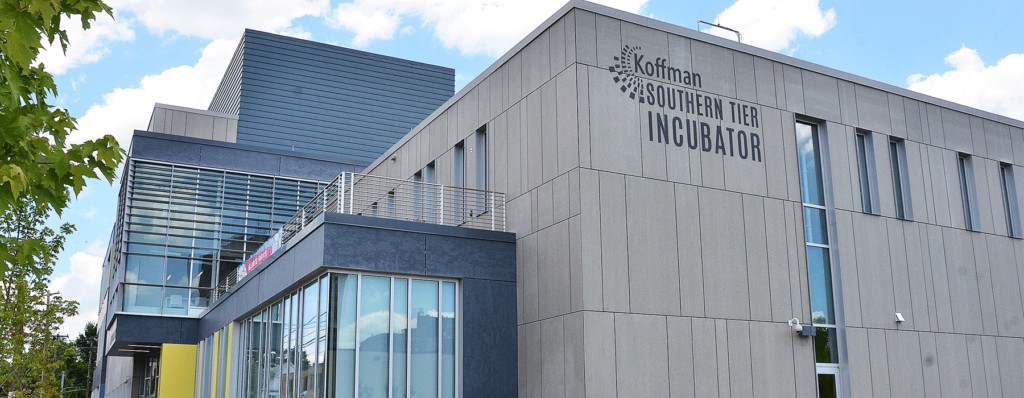 Koffman
SOUTHERN TIER
INCUBATOR